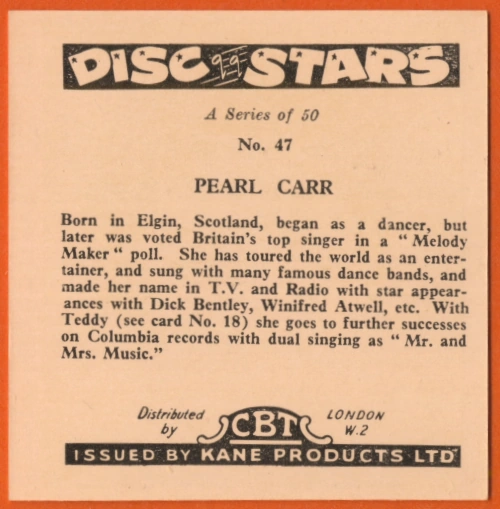 DISC STARS
A Series of 50
No. 47
PEARL CARR
Born in Elgin, Scotland, began as a dancer, but
later was voted Britain's top singer in a "Melody
Maker" poll. She has toured the world as an enter-
tainer, and sung with many famous dance bands, and
made her name in T.V. and Radio with star appear-
ances with Dick Bentley, Winifred Atwell, etc. With
Teddy (see card No. 18) she goes to further successes
on Columbia records with dual singing as "Mr. and
Mrs. Music."
Distributed
by
CBT
LONDON
W.2
ISSUED BY KANE PRODUCTS LTD